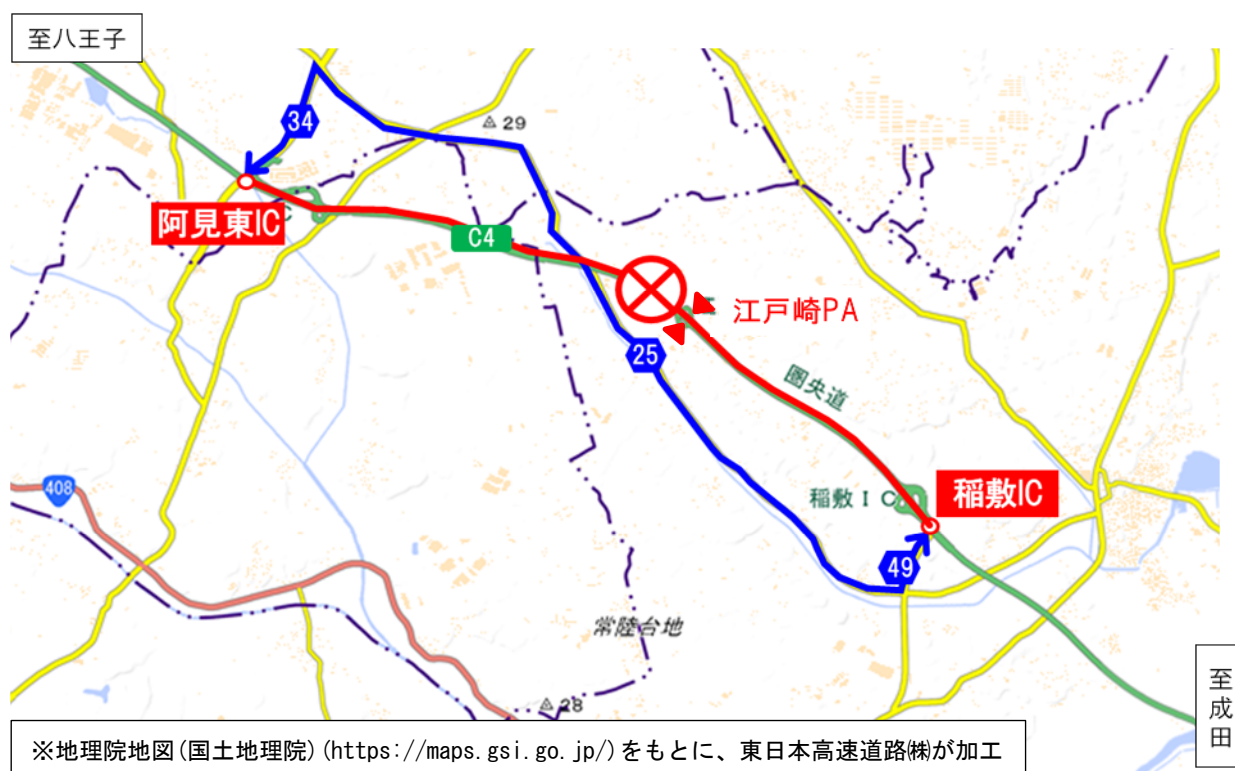 至八王子
34
29
阿見東IC
C
C4
江戸崎PA
25
圏央道
408
稲敷ＩＣ
稲敷IC
49
常陸台地
至成田
28
※地理院地図(国土地理院)(https://maps.gsi.go.jp/)をもとに、東日本高速道路㈱が加工